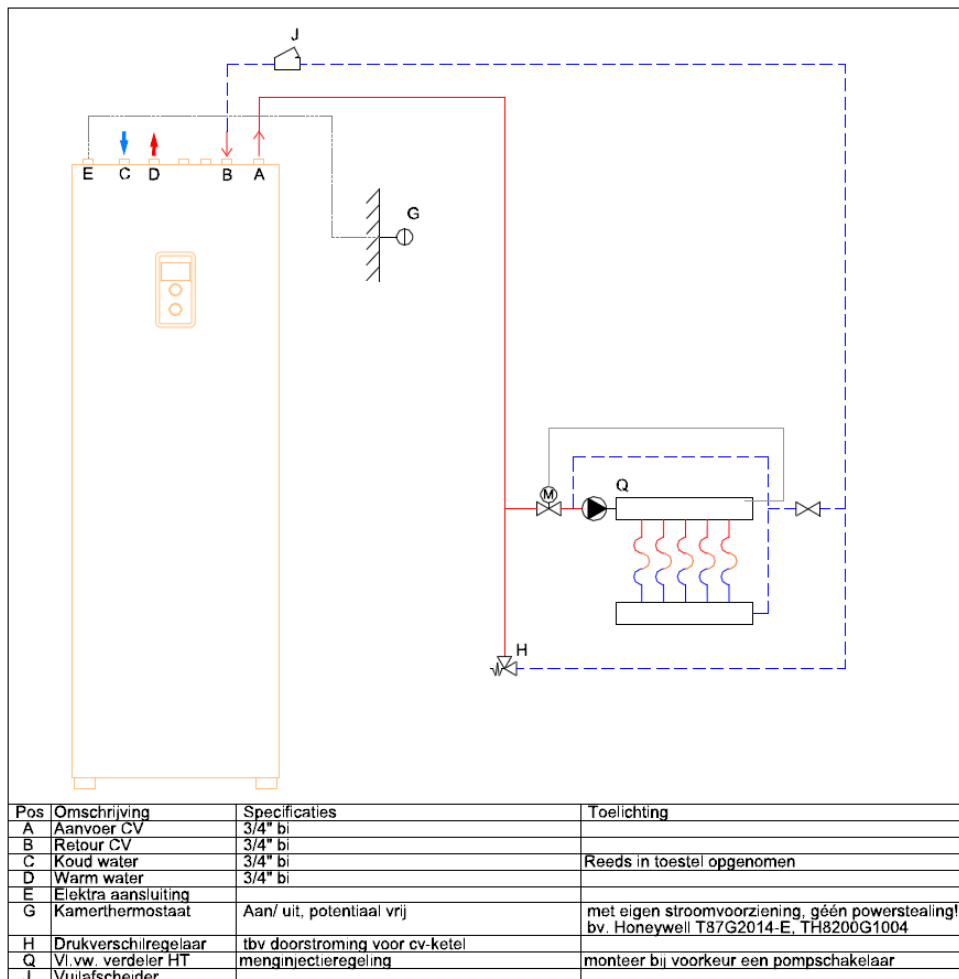 J
E C D B A
G
M
Q
H
Pos Omschrijving Specificaties Toelichting
A Aanvoer CV 3/4" bi
B Retour CV 3/4" bi
C Koud water 3/4" bi Reeds in toestel opgenomen
D Warm water 3/4" bi
E Elektra aansluiting
G Kamerthermostaat Aan/ uit, potentiaal vrij met eigen stroomvoorziening, géén powerstealing!
bv. Honeywell T87G2014-E, TH8200G1004
H Drukverschilregelaar tbv doorstroming voor cv-ketel
Q Vl.vw. verdeler HT menginjectieregeling monteer bij voorkeur een pompschakelaar
J Vuilafscheider